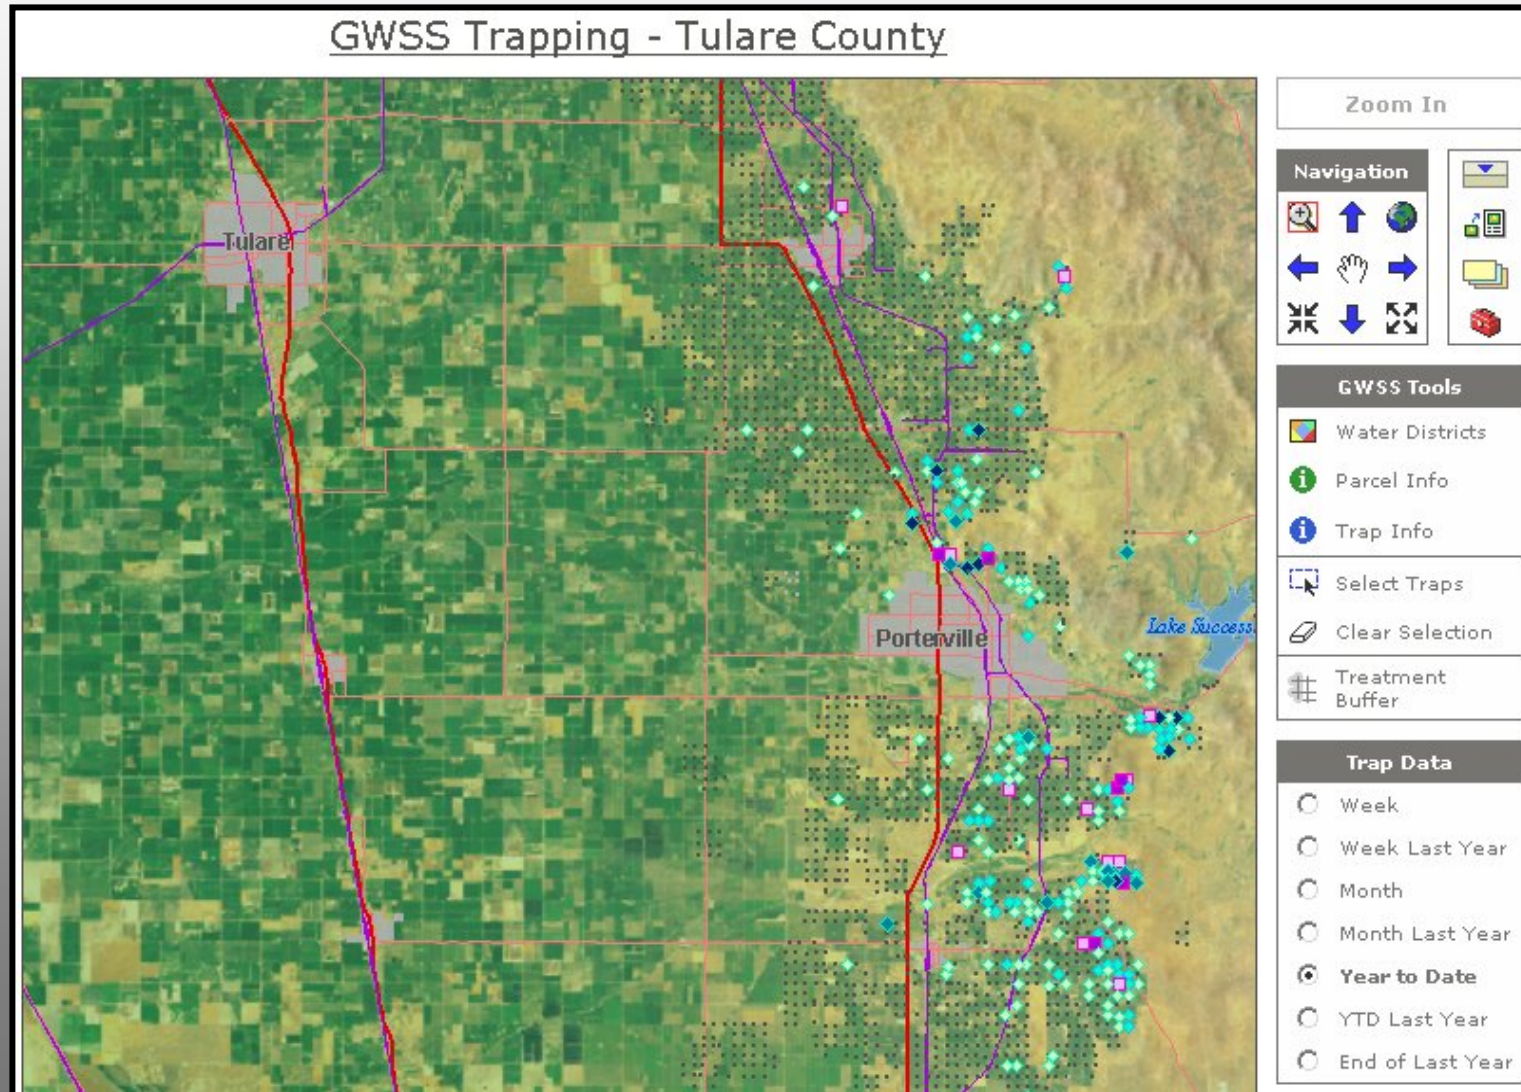 GWSS Trapping - Tulare County
Zoom In
Navigation
GWSS Tools
Water Districts
Parcel Info
Trap Info
Select Traps
Clear Selection
Treatment
Buffer
Trap Data
Week
Week Last Year
Month
Month Last Year
Year to Date
YTD Last Year
End of Last Year
Tulare
Porterville
Lake Success